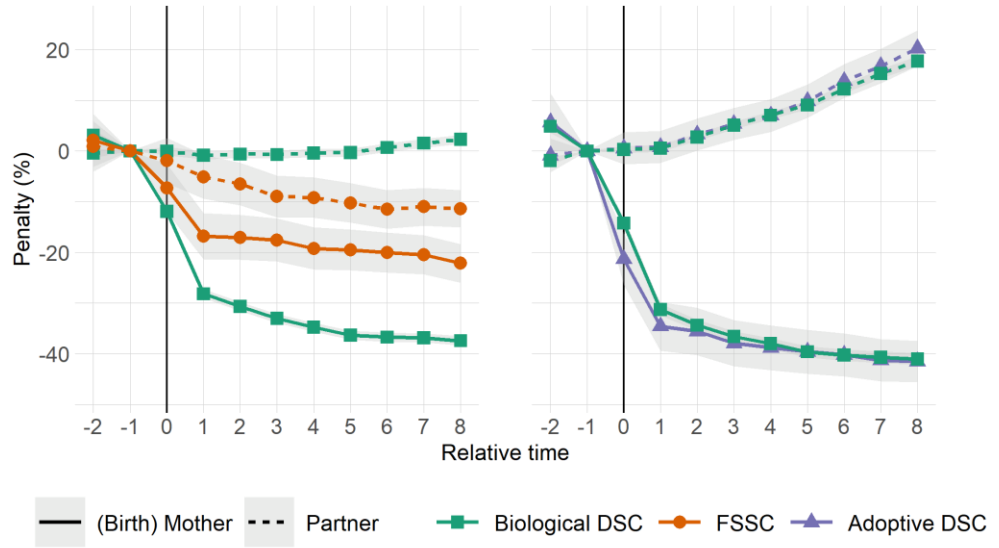 20
0
-20
-40
Penalty (%)
-2 -1 0 1 2 3 4 5 6 7 8
-2 -1 0 1 2 3 4 5 6 7 8
Relative time
(Birth) Mother Partner Biological DSC FSSC Adoptive DSC